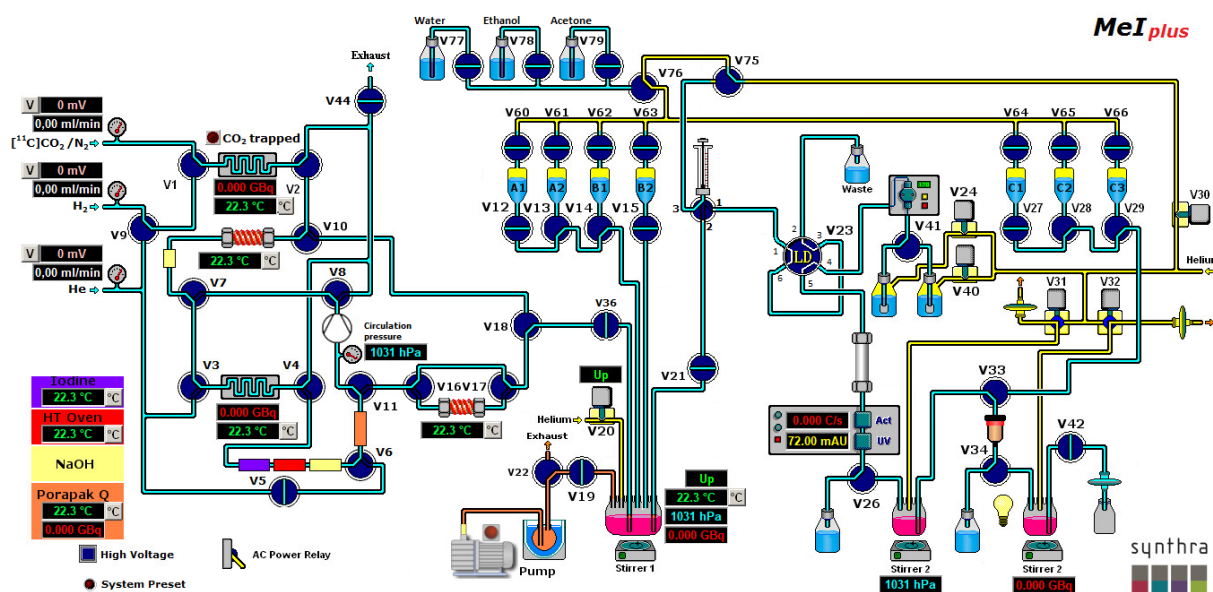 Water
Ethanol
Acetone
MeI plus
V77
V78
V79
V75
V76
Exhaust
V44
V 0 mV
0,00 ml/min
[¹¹C]CO₂ /N₂
CO₂ trapped
V1
0.000 GBq
22.3 °C °C
V2
V 0 mV
0,00 ml/min
H₂
V9
V10
22.3 °C °C
V 0 mV
0,00 ml/min
He
V7
V8
Circulation
pressure
1031 hPa
V3
V4
0.000 GBq
22.3 °C °C
V11
V16
V17
22.3 °C °C
V18
V36
V5
V6
Iodine
22.3 °C °C
HT Oven
22.3 °C °C
NaOH
Porapak Q
22.3 °C °C
0.000 GBq
High Voltage
AC Power Relay
System Preset
V60
V61
V62
V63
A1
A2
B1
B2
V12
V13
V14
V15
3
1
2
V21
Up
Helium
V20
Exhaust
V22
V19
Pump
Up
22.3 °C °C
1031 hPa
0.000 GBq
Stirrer 1
Waste
V23
LD
1
2
3
4
5
6
V24
V41
V40
0.000 C/s
Act
72.00 mAU
UV
V26
V64
V65
V66
C1
C2
C3
V27
V28
V29
V30
Helium
V31
V32
V33
V34
V42
Stirrer 2
1031 hPa
Stirrer 2
0.000 GBq
synthra